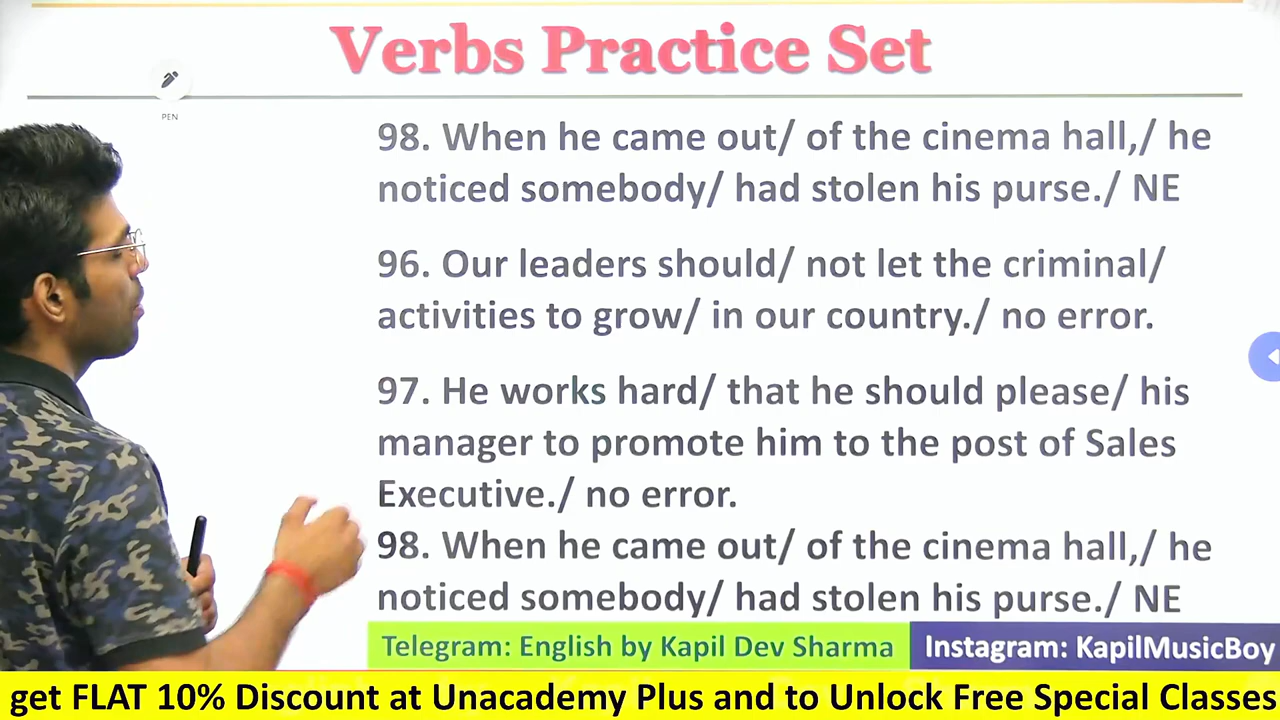 Verbs Practice Set
PEN
98. When he came out/ of the cinema hall,/ he
noticed somebody/ had stolen his purse./ NE
96. Our leaders should/ not let the criminal/
activities to grow/ in our country./ no error.
97. He works hard/ that he should please/ his
manager to promote him to the post of Sales
Executive./ no error.
98. When he came out/ of the cinema hall,/ he
noticed somebody/ had stolen his purse./ NE
Telegram: English by Kapil Dev Sharma
Instagram: KapilMusicBoy
get FLAT 10% Discount at Unacademy Plus and to Unlock Free Special Classes